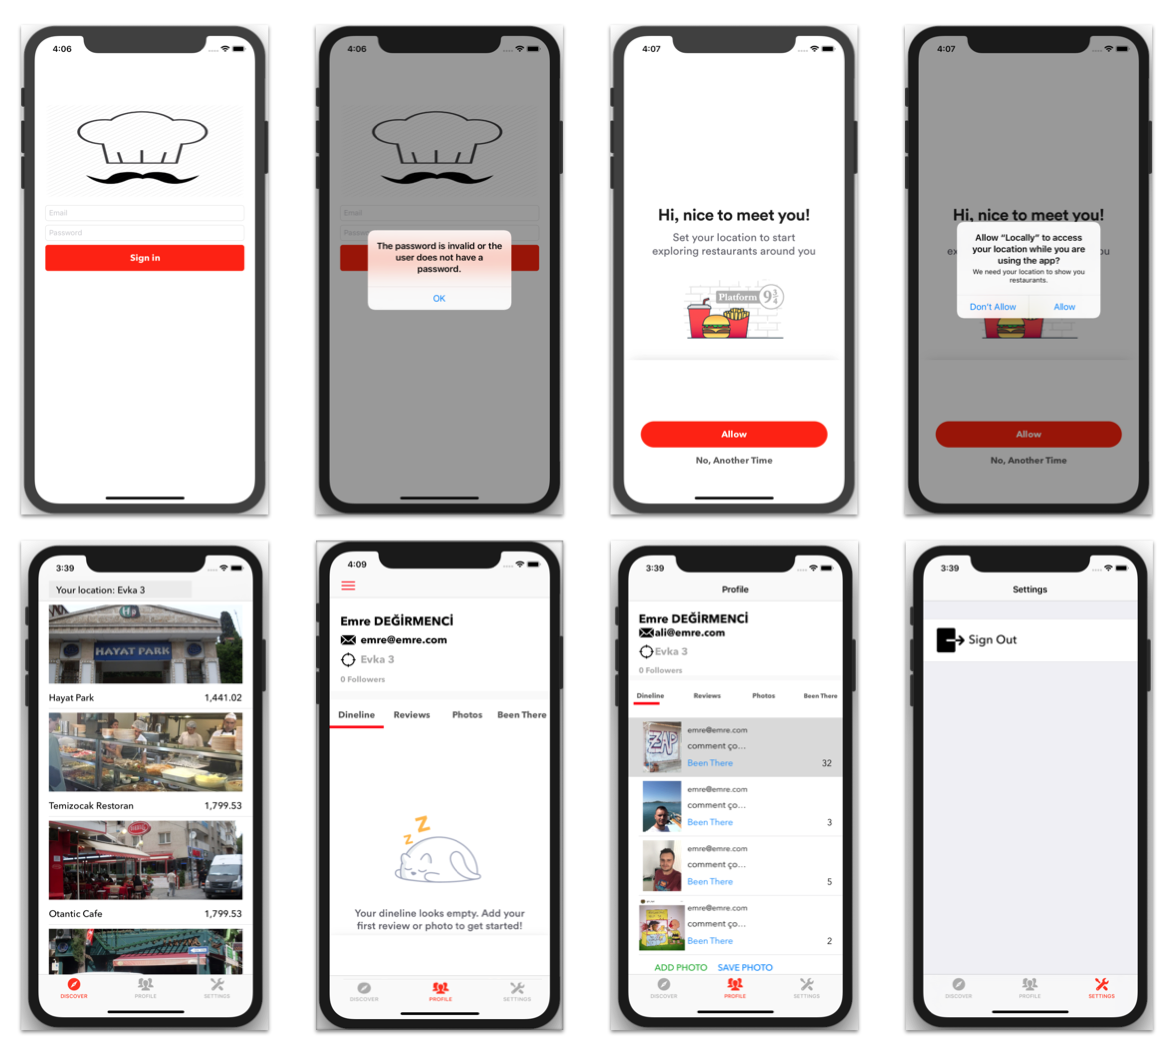 4:06
Email
Password
Sign in
4:06
Email
The password is invalid or the
user does not have a
password.
OK
4:07
Hi, nice to meet you!
Set your location to start
exploring restaurants around you
Platform 9 3/4
Allow
No, Another Time
4:07
Hi, nice to meet you!
Allow “Locally” to access
your location while you are
using the app?
We need your location to show you
restaurants.
Don't Allow Allow
Allow
No, Another Time
3:39
Your location: Evka 3
HAYAT PARK
Hayat Park 1,441.02
Temizocak Restoran 1,799.53
Otantic Cafe 1,799.53
DISCOVER PROFILE SETTINGS
4:09
Emre DEĞİRMENCİ
emre@emre.com
Evka 3
0 Followers
Dineline Reviews Photos Been There
z z
Your dineline looks empty. Add your
first review or photo to get started!
DISCOVER PROFILE SETTINGS
3:39
Profile
Emre DEĞİRMENCİ
ali@emre.com
Evka 3
0 Followers
Dineline Reviews Photos Been There
ZZAP
emre@emre.com
comment ço...
Been There 32
emre@emre.com
comment ço...
Been There 3
emre@emre.com
comment ço...
Been There 5
emre@emre.com
comment ço...
Been There 2
ADD PHOTO SAVE PHOTO
DISCOVER PROFILE SETTINGS
3:39
Settings
Sign Out
DISCOVER PROFILE SETTINGS